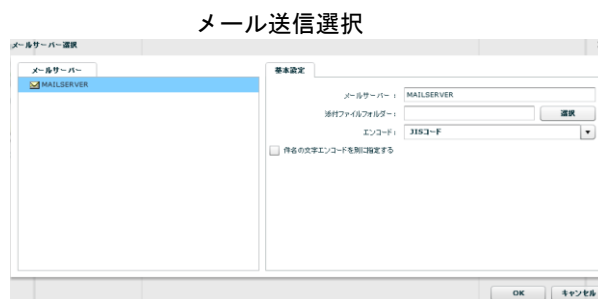 メール送信選択
メールサーバー選択
メールサーバー
MAILSERVER
基本設定
メールサーバー： MAILSERVER
添付ファイルフォルダー： 選択
エンコード： JISコード
件名の文字エンコードを別に指定する
OK キャンセル